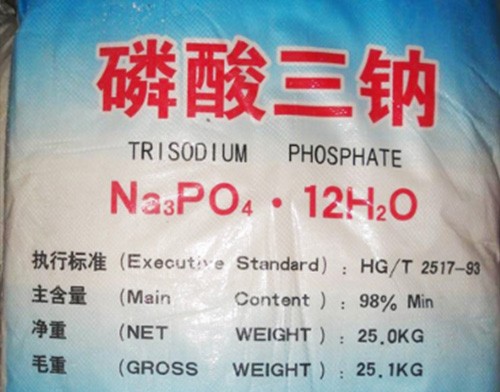 磷酸三钠
TRISODIUM PHOSPHATE
Na₃PO₄ · 12H₂O
执行标准 (Executive Standard) : HG/T 2517-93
主含量 (Main Content) : 98% Min
净重 (NET WEIGHT) : 25.0KG
毛重 (GROSS WEIGHT) : 25.1KG